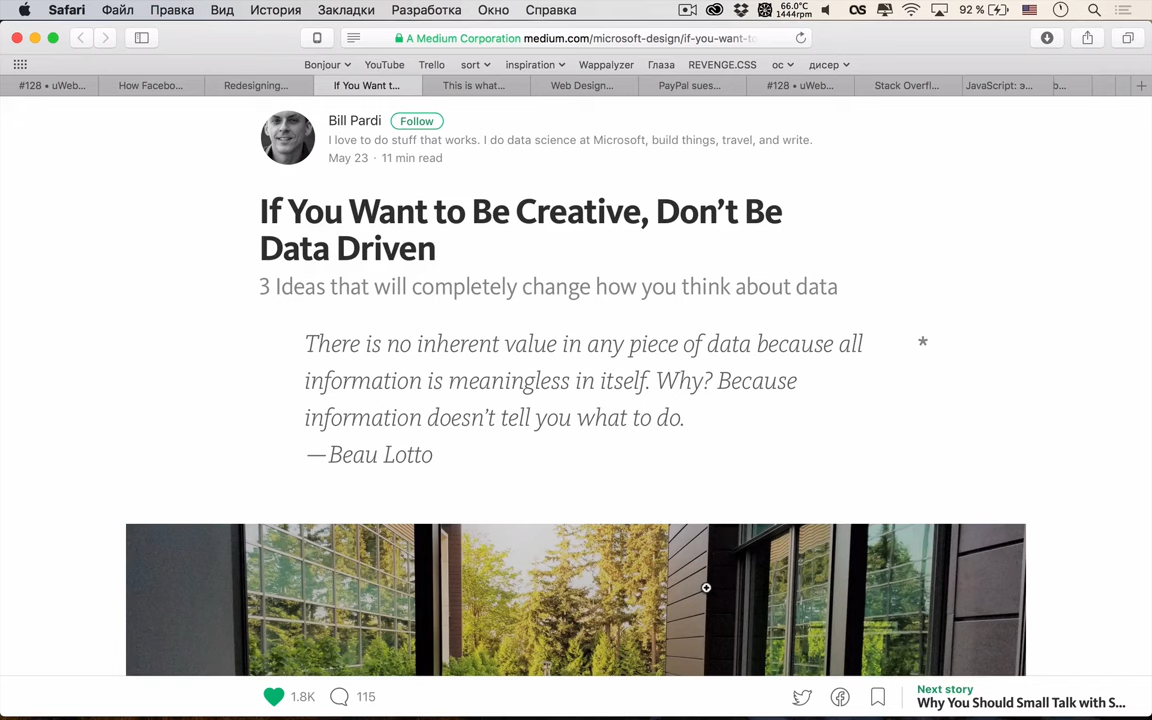 Safari Файл Правка Вид История Закладки Разработка Окно Справка 66.0°C 1444rpm 92 %
A Medium Corporation medium.com/microsoft-design/if-you-want-to
Bonjour YouTube Trello sort inspiration Wappalyzer Глаза REVENGE.CSS ос дисер
#128 • uWeb... How Facebo... Redesigning... If You Want t... This is what... Web Design... PayPal sues... #128 • uWeb... Stack Overfl... JavaScript: э...
Bill Pardi Follow
I love to do stuff that works. I do data science at Microsoft, build things, travel, and write.
May 23 · 11 min read
If You Want to Be Creative, Don’t Be
Data Driven
3 Ideas that will completely change how you think about data
There is no inherent value in any piece of data because all *
information is meaningless in itself. Why? Because
information doesn’t tell you what to do.
—Beau Lotto
1.8K 115
Next story
Why You Should Small Talk with S...